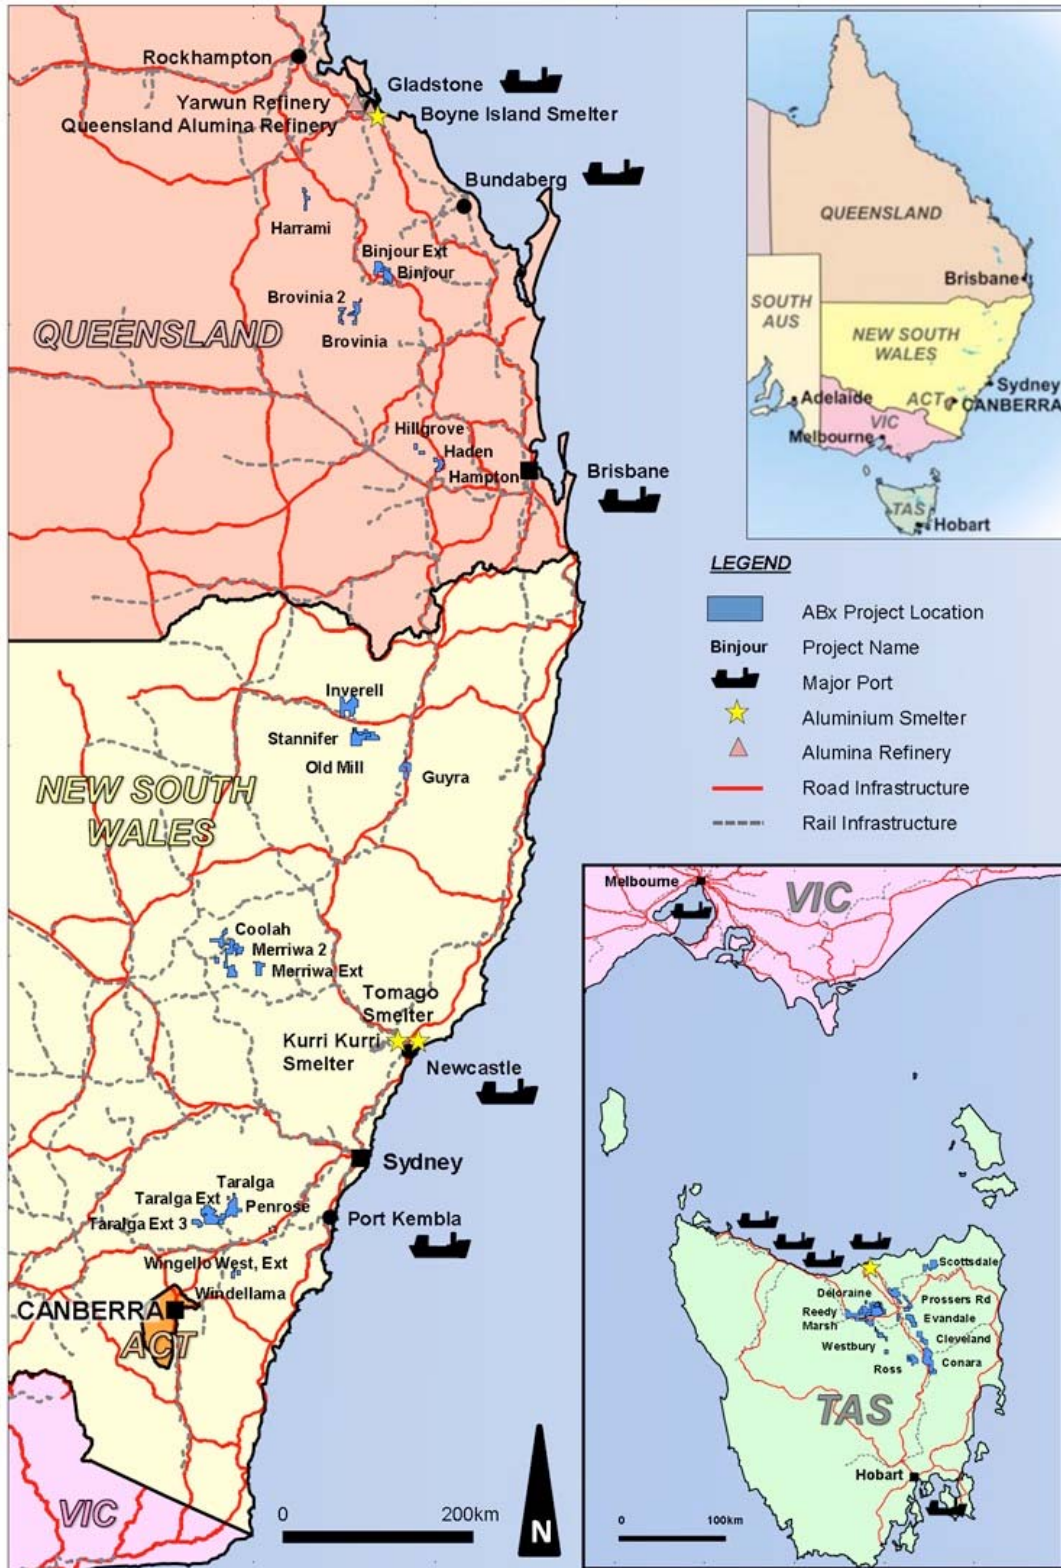 Rockhampton
Gladstone
Yarwun Refinery
Queensland Alumina Refinery
Boyne Island Smelter
Bundaberg
Harrami
Binjour Ext
Binjour
Brovinia 2
QUEENSLAND
Brovinia
Hillgrove
Haden
Hampton
Brisbane
Inverell
Stannifer
Old Mill
Guyra
NEW SOUTH
WALES
Coolah
Merriwa 2
Merriwa Ext
Tomago
Smelter
Kurri Kurri
Smelter
Newcastle
Sydney
Taralga
Taralga Ext
Penrose
Taralga Ext 3
Port Kembla
Wingello West, Ext
Windellama
CANBERRA
ACT
VIC
0
200km
N
QUEENSLAND
Brisbane
SOUTH
AUS
NEW SOUTH
WALES
Sydney
ACT
CANBERRA
Adelaide
VIC
Melbourne
TAS
Hobart
LEGEND
ABx Project Location
Binjour
Project Name
Major Port
Aluminium Smelter
Alumina Refinery
Road Infrastructure
Rail Infrastructure
Melbourne
VIC
Scottsdale
Deloraine
Prossers Rd
Reedy
Marsh
Evandale
Cleveland
Westbury
Ross
Conara
TAS
Hobart
0
100km